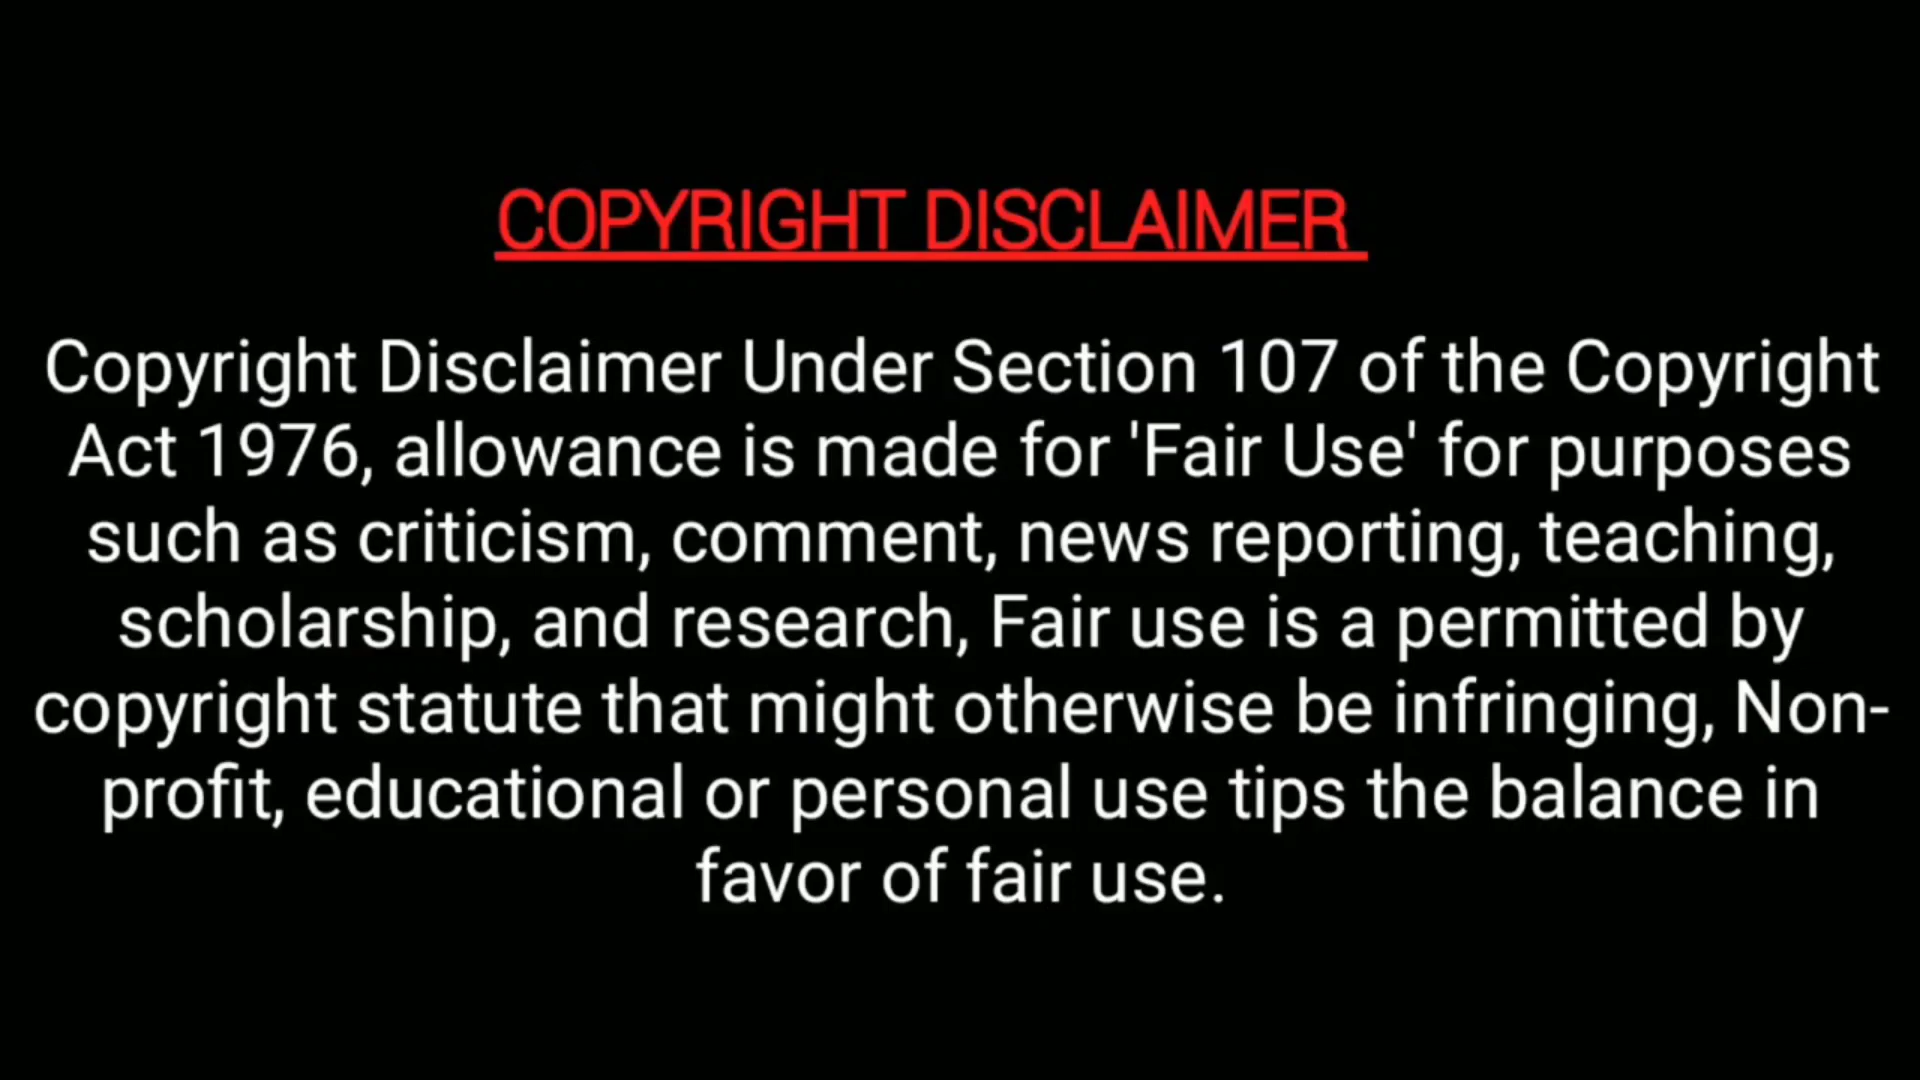 COPYRIGHT DISCLAIMER
Copyright Disclaimer Under Section 107 of the Copyright
Act 1976, allowance is made for 'Fair Use' for purposes
such as criticism, comment, news reporting, teaching,
scholarship, and research, Fair use is a permitted by
copyright statute that might otherwise be infringing, Non-
profit, educational or personal use tips the balance in
favor of fair use.